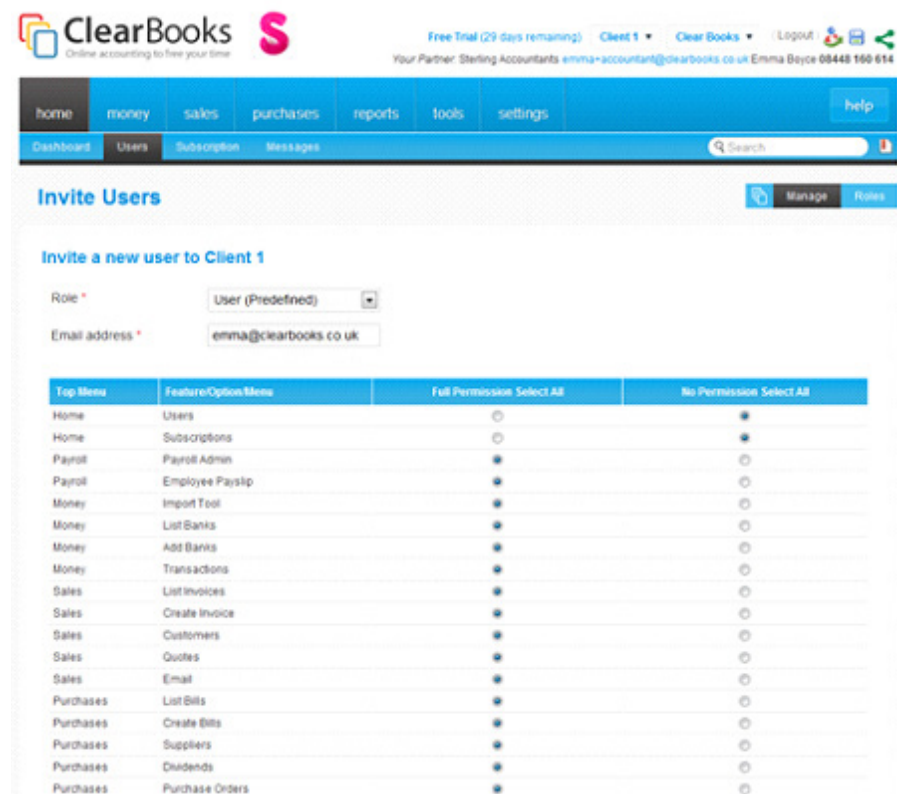 ClearBooks S
Online accounting to free your time
Free Trial (29 days remaining) Client 1 Clear Books Logout
Your Partner: Sterling Accountants emma+accountant@clearbooks.co.uk Emma Boyce 08448 160 614
home money sales purchases reports tools settings help
Dashboard Users Subscription Messages Search
Invite Users Manage Roles
Invite a new user to Client 1
Role * User (Predefined)
Email address * emma@clearbooks.co.uk
Top Menu Feature/Option/Menu Full Permission Select All No Permission Select All
Home Users
Home Subscriptions
Payroll Payroll Admin
Payroll Employee Payslip
Money Import Tool
Money List Banks
Money Add Banks
Money Transactions
Sales List Invoices
Sales Create Invoice
Sales Customers
Sales Quotes
Sales Email
Purchases List Bills
Purchases Create Bills
Purchases Suppliers
Purchases Dividends
Purchases Purchase Orders